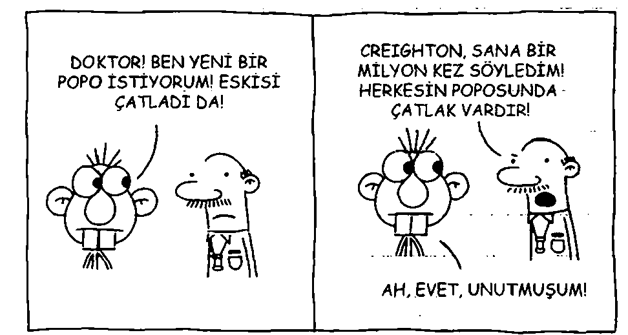 DOKTOR! BEN YENİ BİR
POPO İSTİYORUM! ESKİSİ
ÇATLADI DA!
CREIGHTON, SANA BİR
MİLYON KEZ SÖYLEDİM!
HERKESİN POPOSUNDA
ÇATLAK VARDIR!
AH, EVET, UNUTMUŞUM!